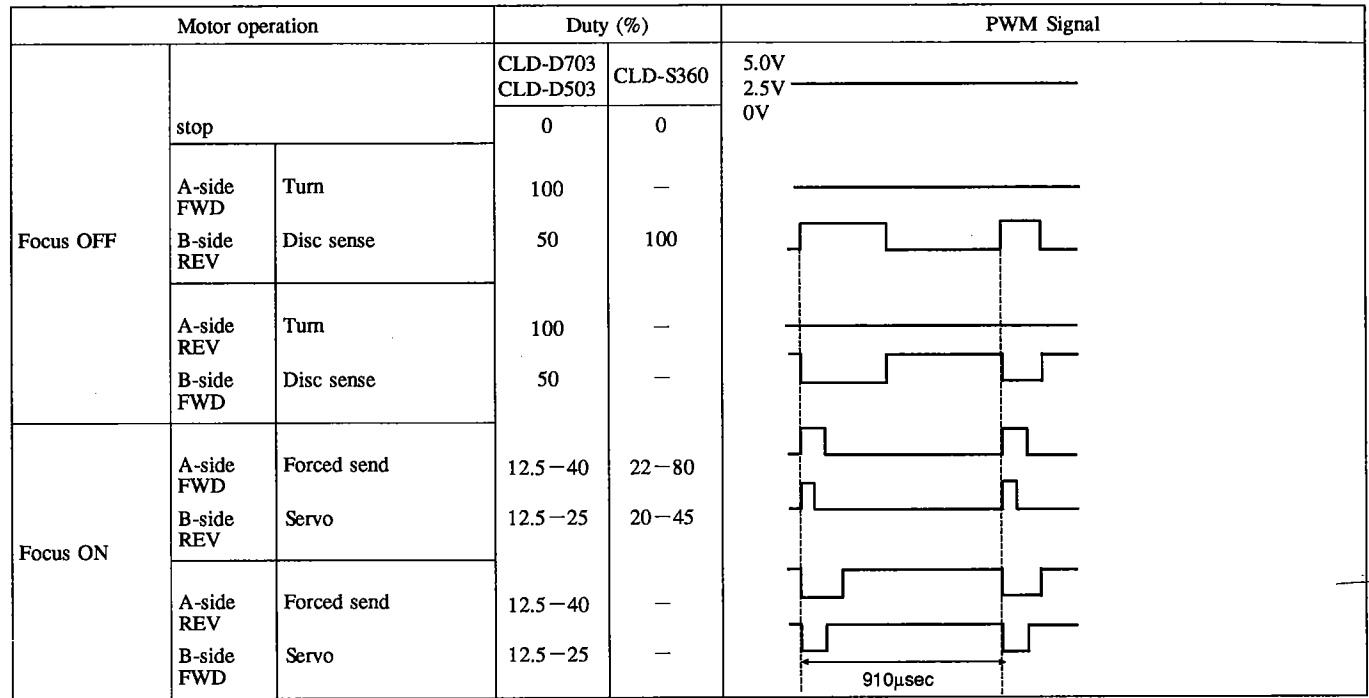 Motor operation Duty (%) PWM Signal
CLD-D703
CLD-D503 CLD-S360
5.0V
2.5V
0V
stop 0 0
Focus OFF
A-side
FWD Turn 100 —
B-side
REV Disc sense 50 100
A-side
REV Turn 100 —
B-side
FWD Disc sense 50 —
Focus ON
A-side
FWD Forced send 12.5—40 22—80
B-side
REV Servo 12.5—25 20—45
A-side
REV Forced send 12.5—40 —
B-side
FWD Servo 12.5—25 —
910μsec